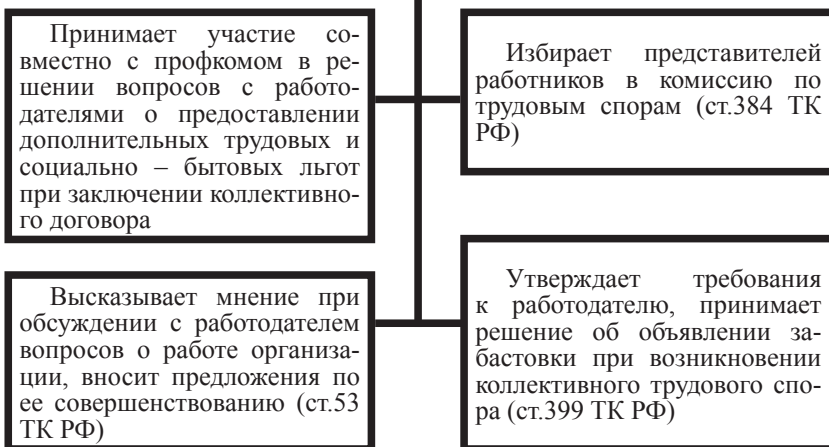 Принимает участие со-
вместно с профкомом в ре-
шении вопросов с работо-
дателями о предоставлении
дополнительных трудовых и
социально – бытовых льгот
при заключении коллективно-
го договора
Избирает представителей
работников в комиссию по
трудовым спорам (ст.384 ТК
РФ)
Высказывает мнение при
обсуждении с работодателем
вопросов о работе организа-
ции, вносит предложения по
ее совершенствованию (ст.53
ТК РФ)
Утверждает требования
к работодателю, принимает
решение об объявлении за-
бастовки при возникновении
коллективного трудового спо-
ра (ст.399 ТК РФ)